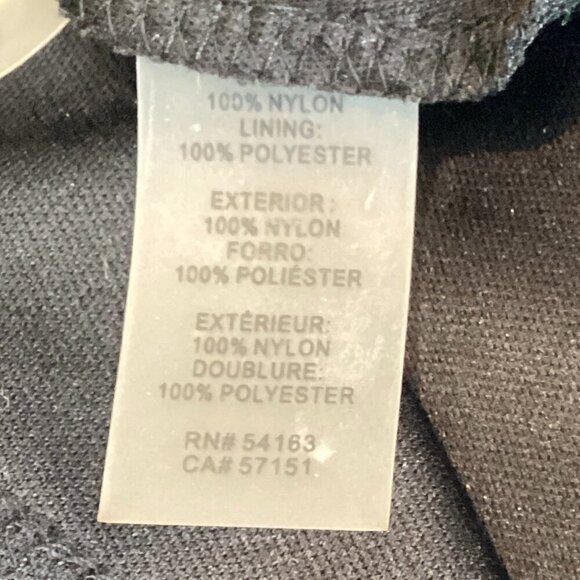 100% NYLON
LINING:
100% POLYESTER
EXTERIOR:
100% NYLON
FORRO:
100% POLIÉSTER
EXTÉRIEUR:
100% NYLON
DOUBLURE:
100% POLYESTER
RN# 54163
CA# 57151